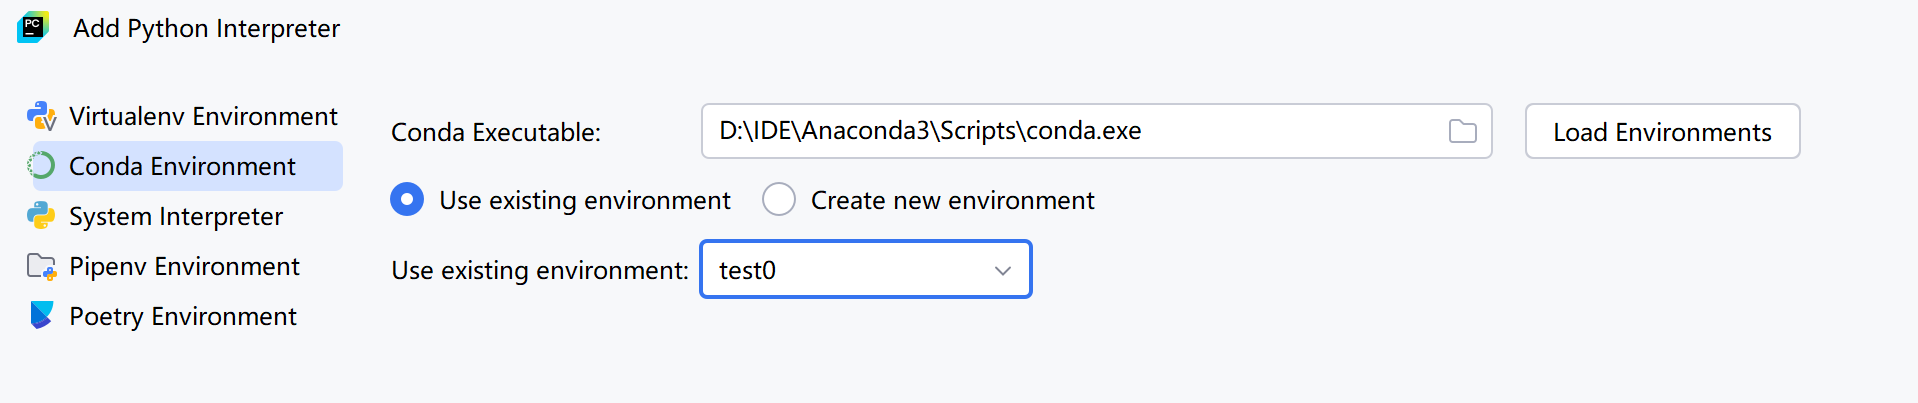 PC
Add Python Interpreter
Virtualenv Environment
Conda Environment
System Interpreter
Pipenv Environment
Poetry Environment
Conda Executable:
D:\IDE\Anaconda3\Scripts\conda.exe
Load Environments
Use existing environment
Create new environment
Use existing environment:
test0